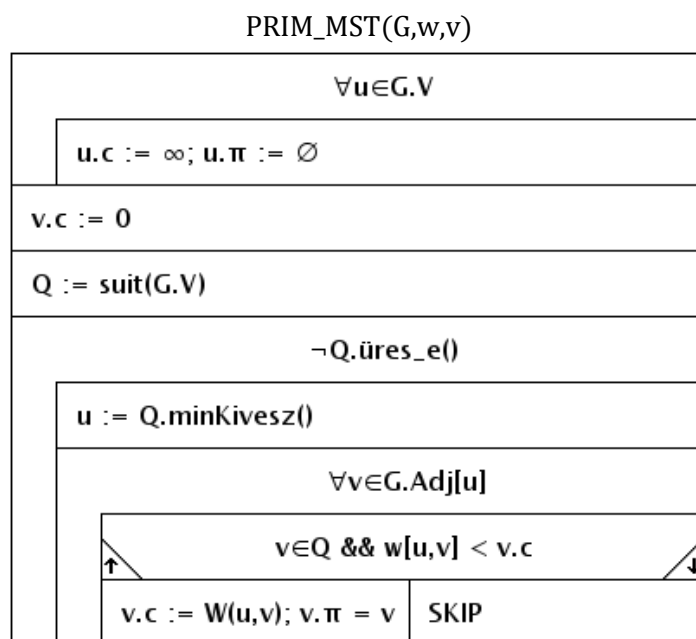 PRIM_MST(G,w,v)
∀u∈G.V
u.c := ∞; u.π := ∅
v.c := 0
Q := suit(G.V)
¬Q.üres_e()
u := Q.minKivesz()
∀v∈G.Adj[u]
v∈Q && w[u,v] < v.c
v.c := W(u,v); v.π = v
SKIP